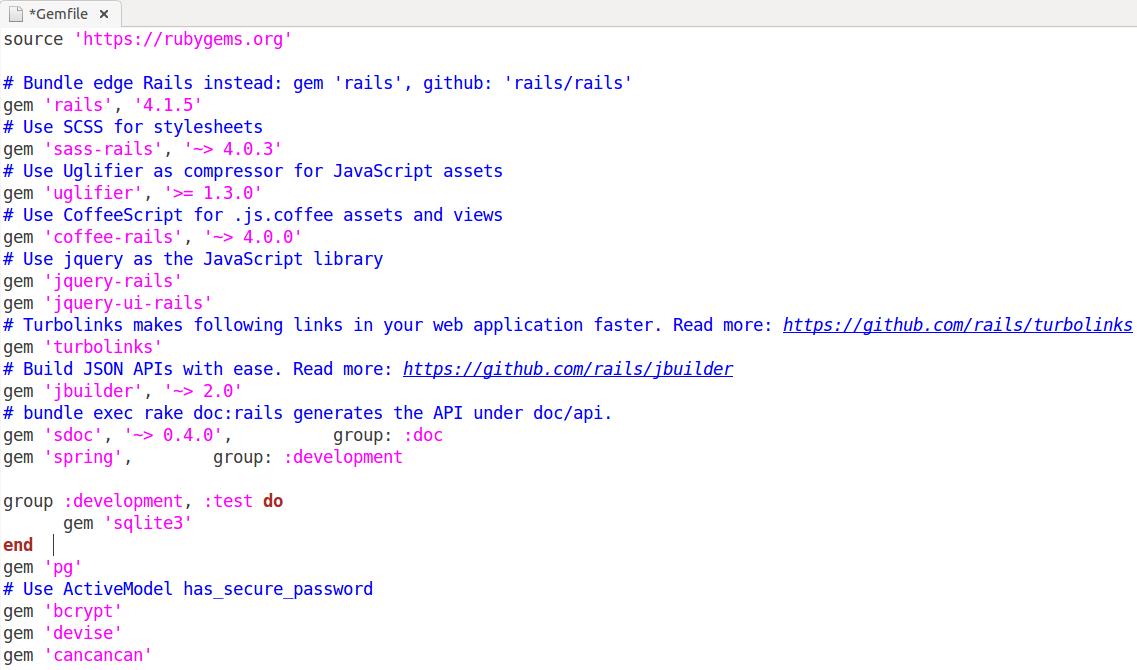 *Gemfile ×
source 'https://rubygems.org'

# Bundle edge Rails instead: gem 'rails', github: 'rails/rails'
gem 'rails', '4.1.5'
# Use SCSS for stylesheets
gem 'sass-rails', '~> 4.0.3'
# Use Uglifier as compressor for JavaScript assets
gem 'uglifier', '>= 1.3.0'
# Use CoffeeScript for .js.coffee assets and views
gem 'coffee-rails', '~> 4.0.0'
# Use jquery as the JavaScript library
gem 'jquery-rails'
gem 'jquery-ui-rails'
# Turbolinks makes following links in your web application faster. Read more: https://github.com/rails/turbolinks
gem 'turbolinks'
# Build JSON APIs with ease. Read more: https://github.com/rails/jbuilder
gem 'jbuilder', '~> 2.0'
# bundle exec rake doc:rails generates the API under doc/api.
gem 'sdoc', '~> 0.4.0',          group: :doc
gem 'spring',        group: :development

group :development, :test do
      gem 'sqlite3'
end
gem 'pg'
# Use ActiveModel has_secure_password
gem 'bcrypt'
gem 'devise'
gem 'cancancan'